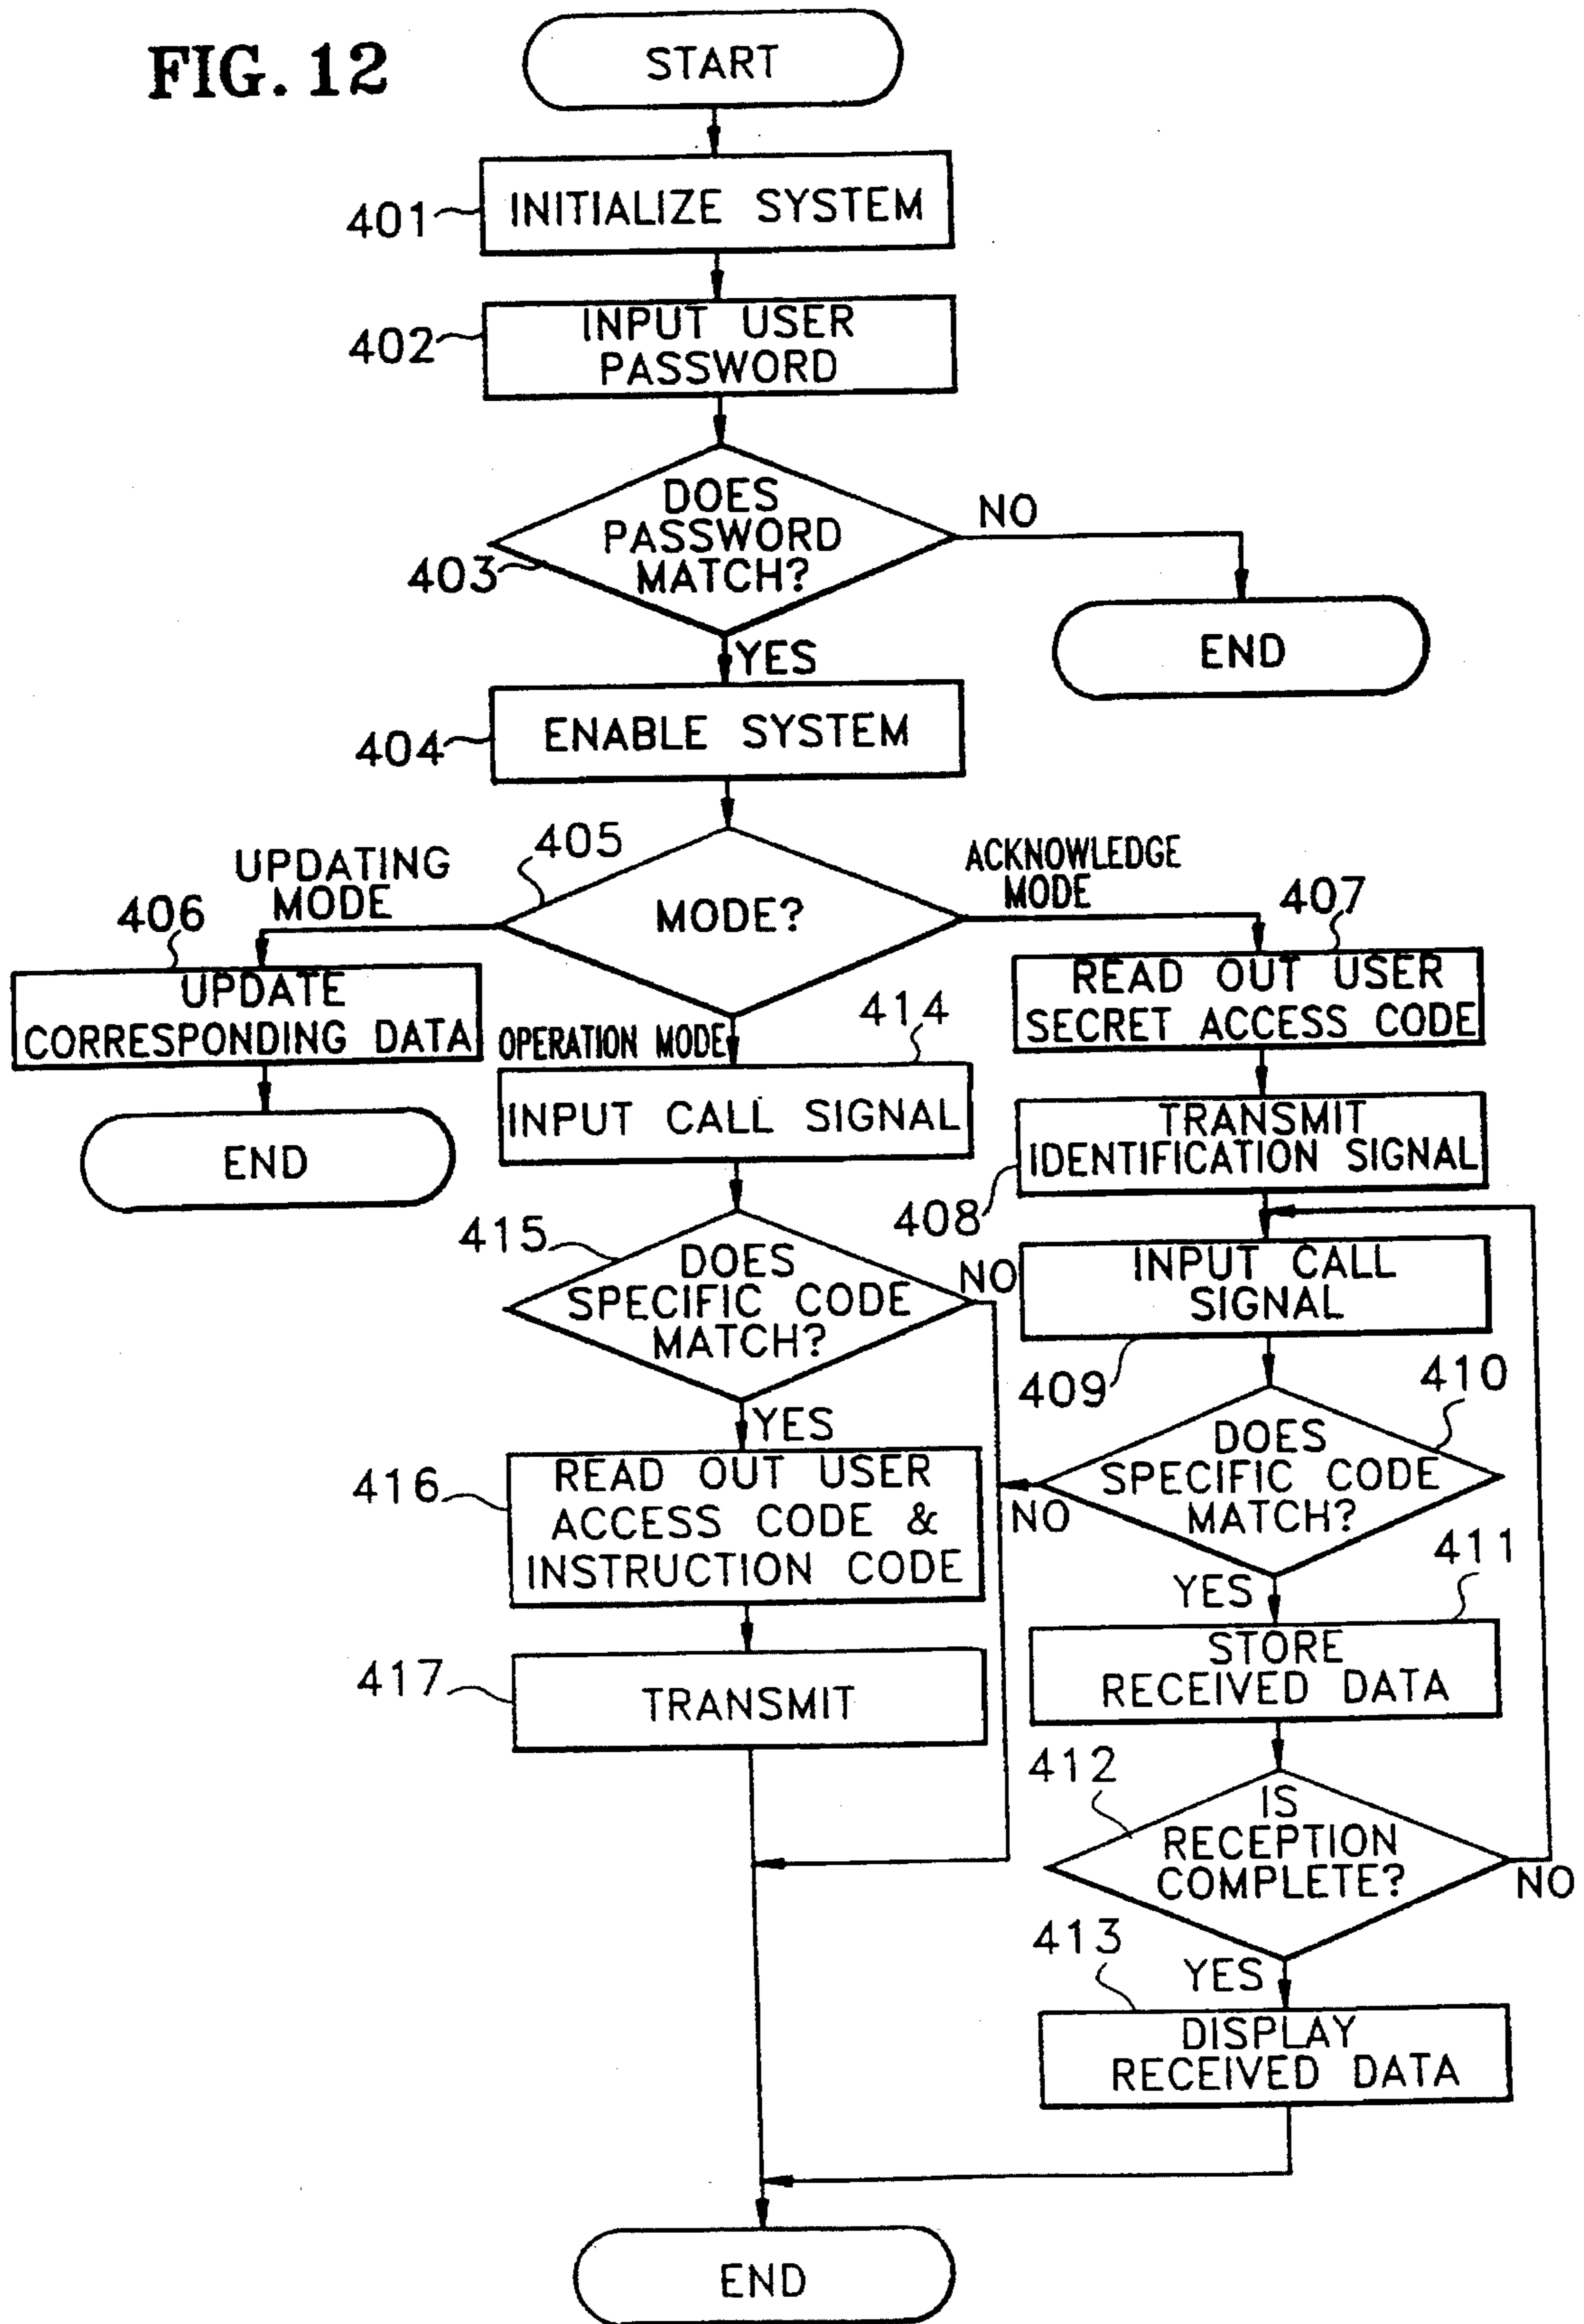 FIG. 12
START
401
INITIALIZE SYSTEM
402
INPUT USER
PASSWORD
403
DOES
PASSWORD
MATCH?
NO
END
YES
404
ENABLE SYSTEM
405
MODE?
UPDATING
MODE
ACKNOWLEDGE
MODE
OPERATION MODE
406
UPDATE
CORRESPONDING DATA
END
407
READ OUT USER
SECRET ACCESS CODE
408
TRANSMIT
IDENTIFICATION SIGNAL
414
INPUT CALL SIGNAL
409
INPUT CALL
SIGNAL
415
DOES
SPECIFIC CODE
MATCH?
NO
YES
410
DOES
SPECIFIC CODE
MATCH?
NO
YES
416
READ OUT USER
ACCESS CODE &
INSTRUCTION CODE
411
STORE
RECEIVED DATA
417
TRANSMIT
412
IS
RECEPTION
COMPLETE?
NO
YES
413
DISPLAY
RECEIVED DATA
END